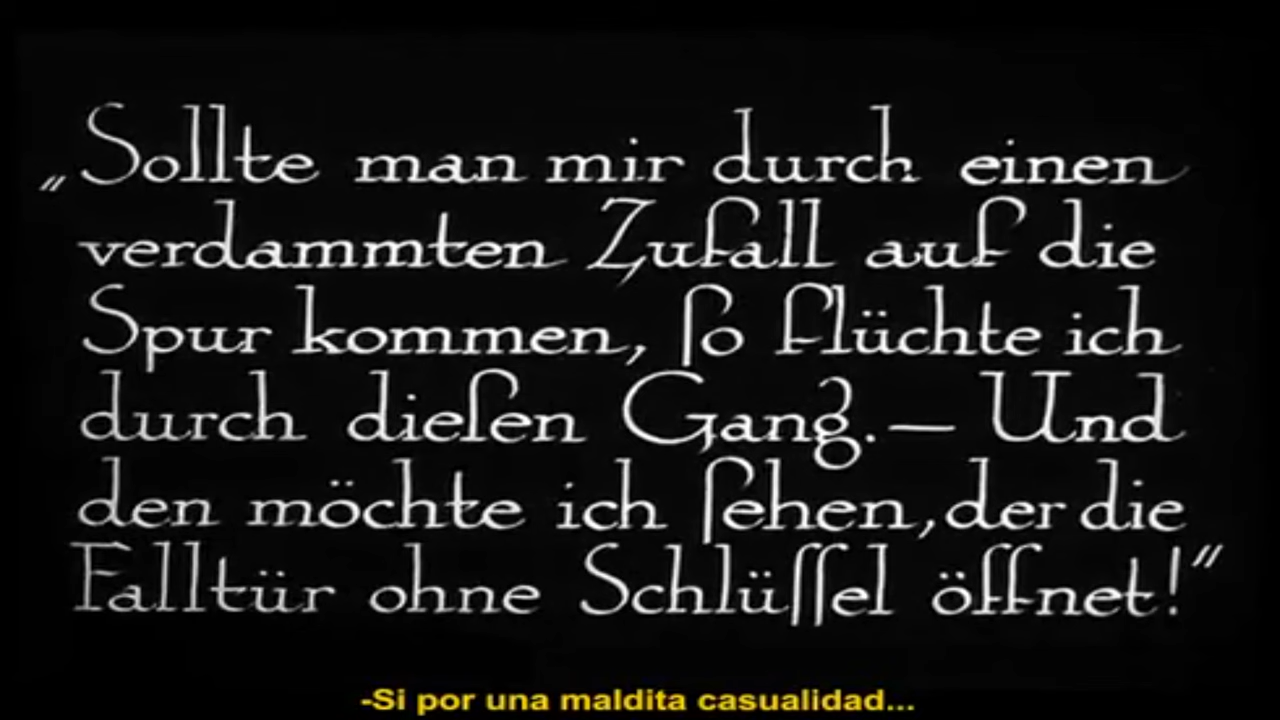 „Sollte man mir durch einen
verdammten Zufall auf die
Spur kommen, ſo flüchte ich
durch dieſen Gang. — Und
den möchte ich ſehen, der die
Falltür ohne Schlüſſel öffnet!“
-Si por una maldita casualidad...